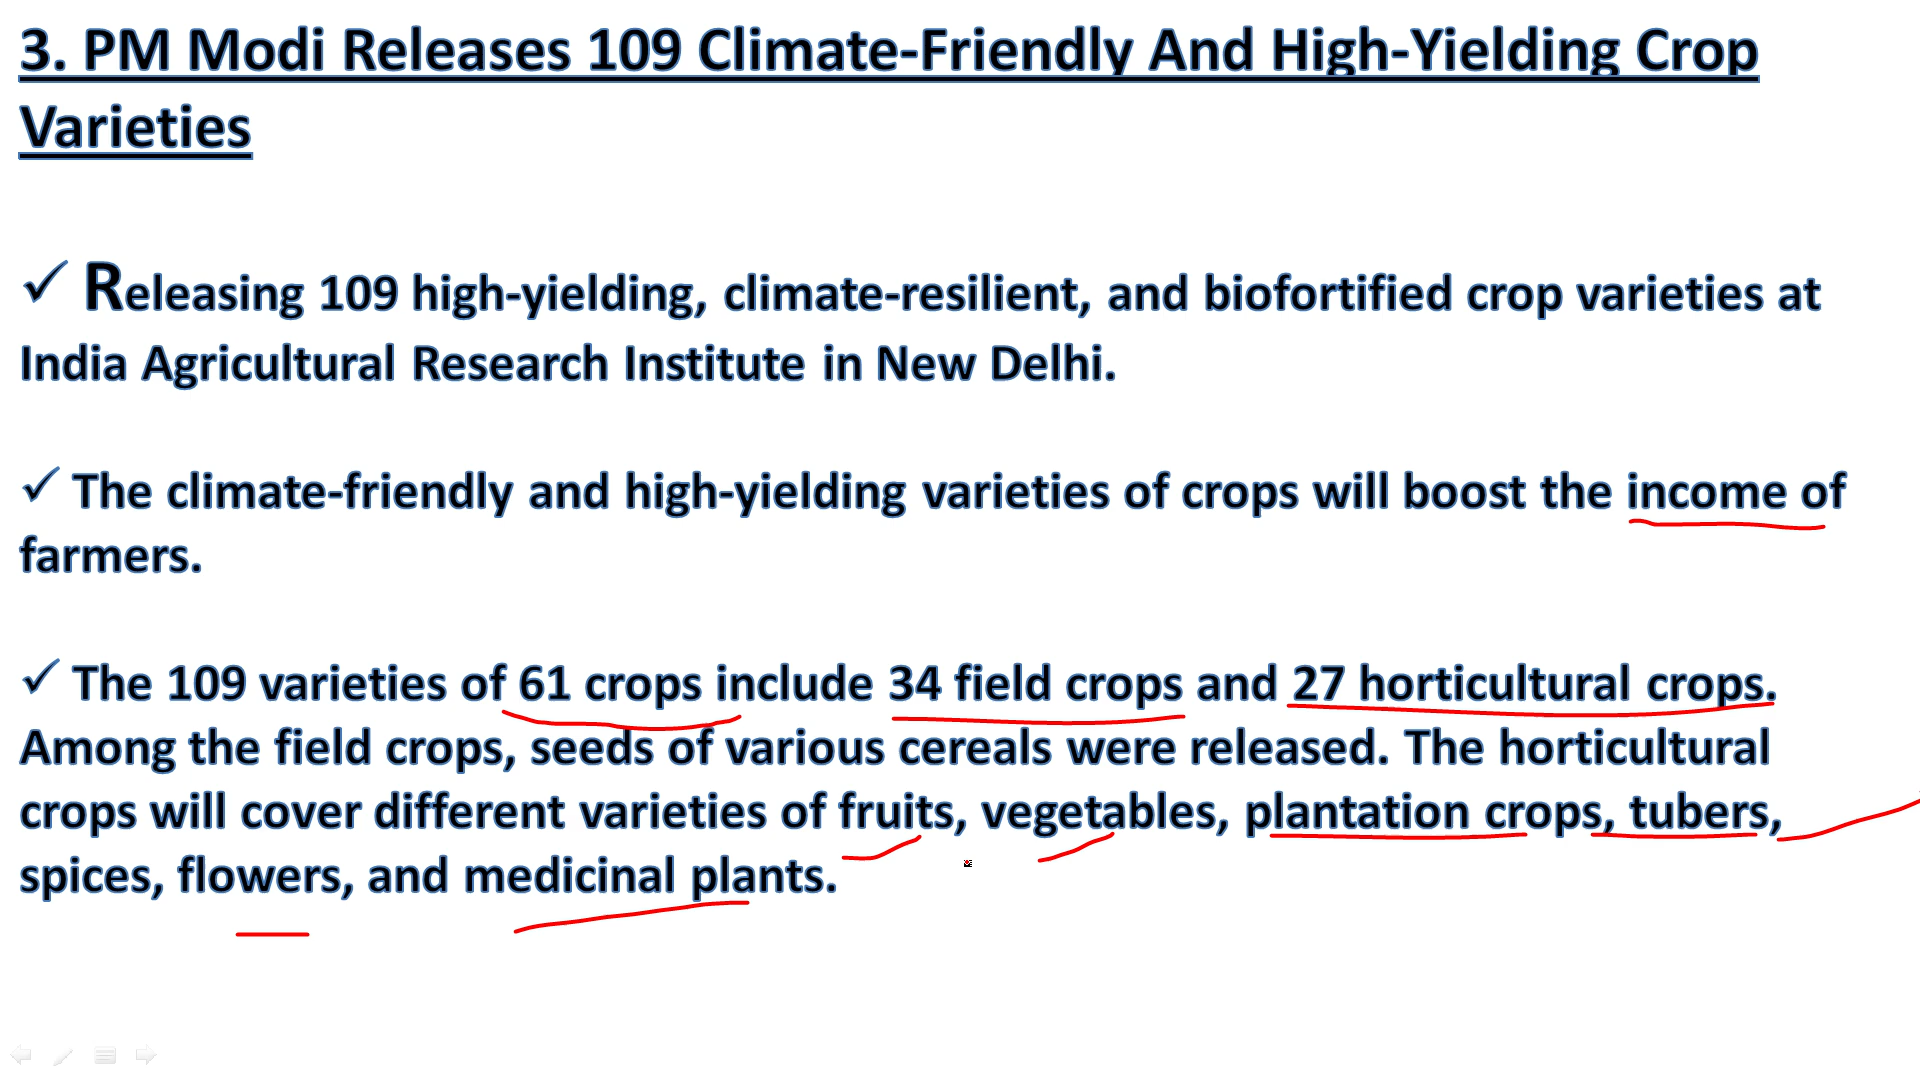 3. PM Modi Releases 109 Climate-Friendly And High-Yielding Crop
Varieties
✓ Releasing 109 high-yielding, climate-resilient, and biofortified crop varieties at
India Agricultural Research Institute in New Delhi.
✓ The climate-friendly and high-yielding varieties of crops will boost the income of
farmers.
✓ The 109 varieties of 61 crops include 34 field crops and 27 horticultural crops.
Among the field crops, seeds of various cereals were released. The horticultural
crops will cover different varieties of fruits, vegetables, plantation crops, tubers,
spices, flowers, and medicinal plants.